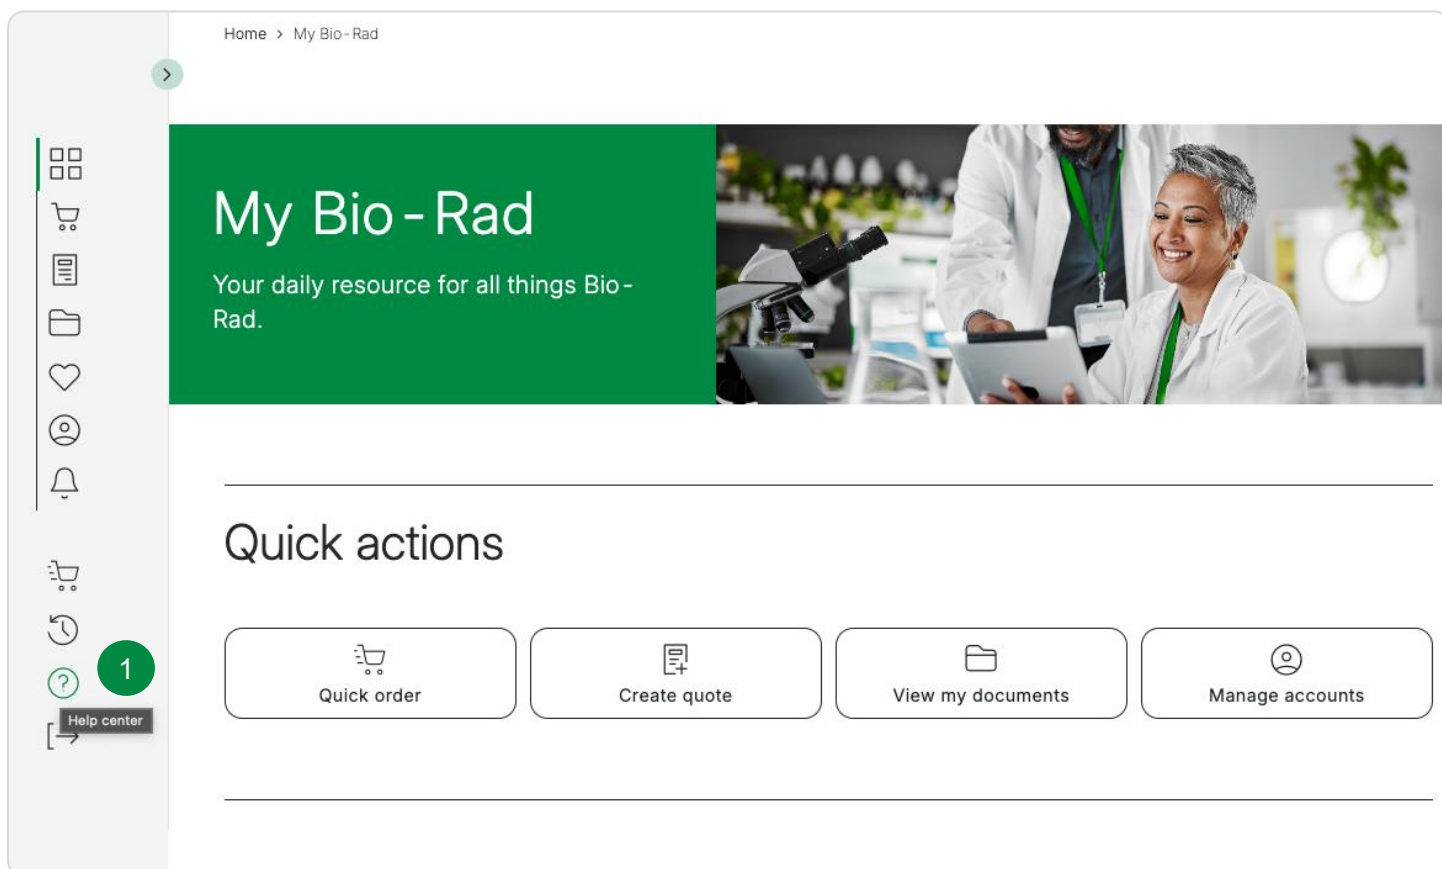 Home > My Bio-Rad
My Bio-Rad
Your daily resource for all things Bio-
Rad.
Quick actions
Quick order
Create quote
View my documents
Manage accounts
1
Help center